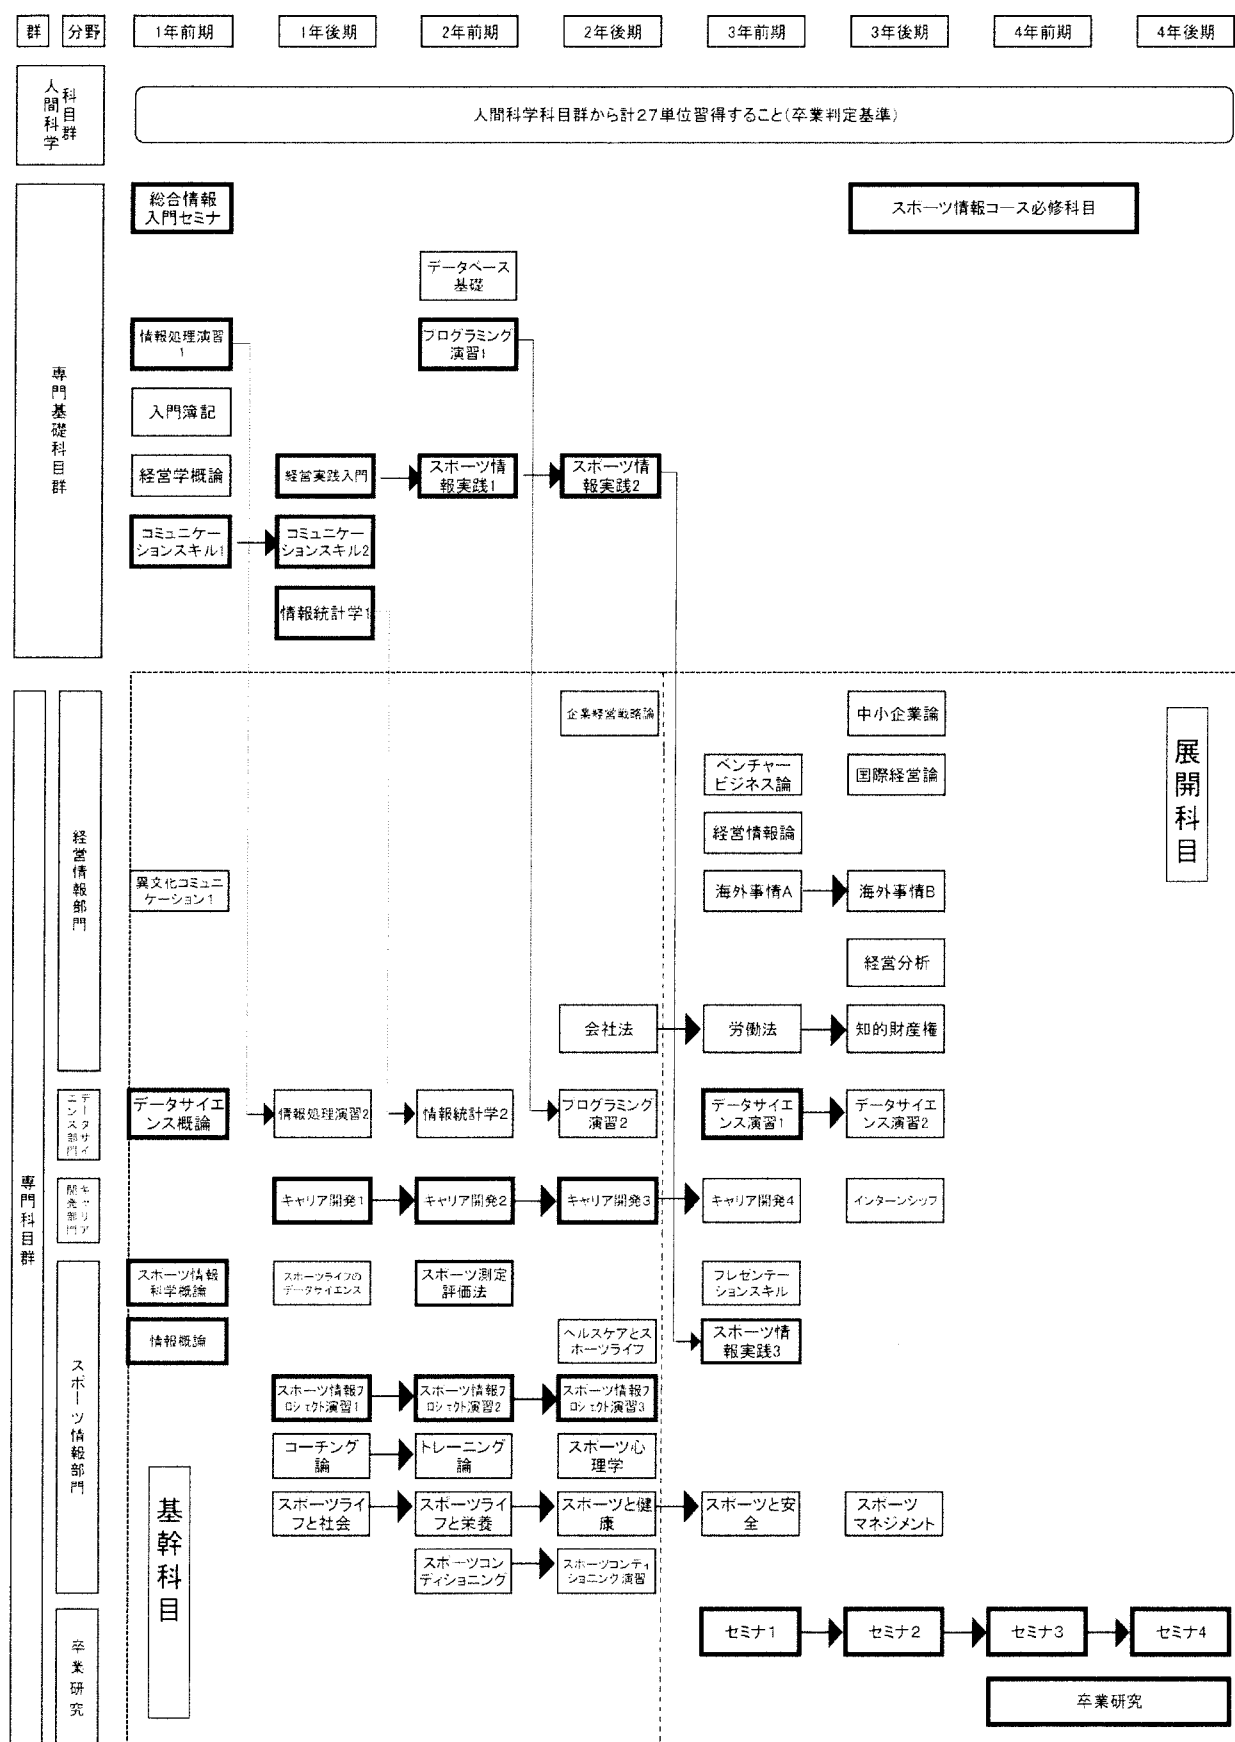 群 分野 1年前期 1年後期 2年前期 2年後期 3年前期 3年後期 4年前期 4年後期
人間科学
科目群
人間科学科目群から計27単位習得すること(卒業判定基準)
専門基礎科目群
総合情報
入門セミナ
スポーツ情報コース必修科目
データベース
基礎
情報処理演習
1
プログラミング
演習1
入門簿記
経営学概論
経営実践入門
スポーツ情
報実践1
スポーツ情
報実践2
コミュニケー
ションスキル1
コミュニケー
ションスキル2
情報統計学1
専門科目群
経営情報部門
企業経営戦略論
中小企業論
展開科目
ベンチャー
ビジネス論
国際経営論
経営情報論
異文化コミュニ
ケーション1
海外事情A
海外事情B
経営分析
会社法
労働法
知的財産権
データサイ
エンス部門
データサイエ
ンス概論
情報処理演習2
情報統計学2
プログラミング
演習2
データサイエ
ンス演習1
データサイエ
ンス演習2
キャリア
開発部門
キャリア開発1
キャリア開発2
キャリア開発3
キャリア開発4
インターンシップ
スポーツ情報部門
スポーツ情報
科学概論
スポーツライフの
データサイエンス
スポーツ測定
評価法
プレゼンテー
ションスキル
情報概論
ヘルスケアとス
ポーツライフ
スポーツ情
報実践3
スポーツ情報プ
ロジェクト演習1
スポーツ情報プ
ロジェクト演習2
スポーツ情報プ
ロジェクト演習3
コーチング
論
トレーニング
論
スポーツ心
理学
基幹科目
スポーツライ
フと社会
スポーツライ
フと栄養
スポーツと健
康
スポーツと安
全
スポーツ
マネジメント
スポーツコン
ディショニング
スポーツコンディ
ショニング演習
卒業研究
セミナ1
セミナ2
セミナ3
セミナ4
卒業研究